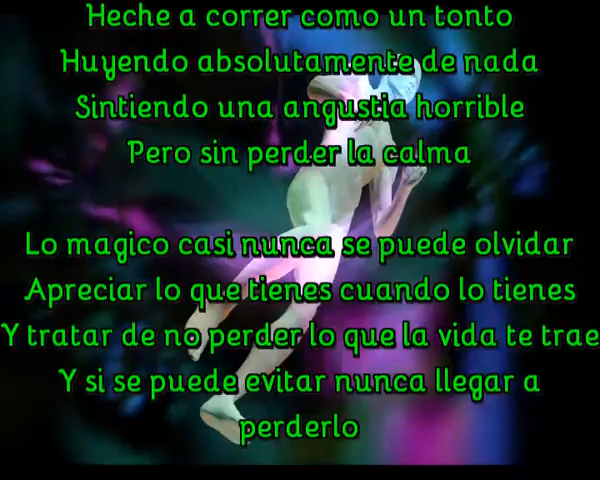 Heche a correr como un tonto
Huyendo absolutamente de nada
Sintiendo una angustia horrible
Pero sin perder la calma
Lo magico casi nunca se puede olvidar
Apreciar lo que tienes cuando lo tienes
Y tratar de no perder lo que la vida te trae
Y si se puede evitar nunca llegar a
perderlo